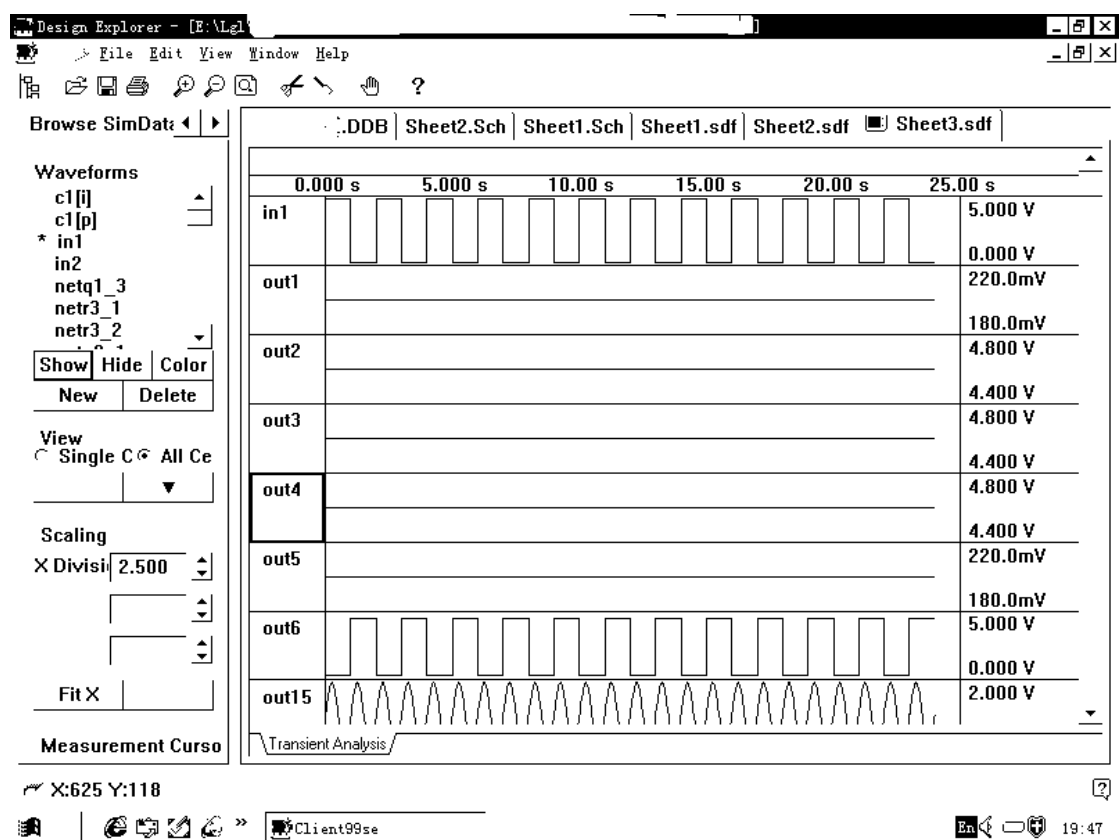 Design Explorer - [E:\Lgl
File Edit View Window Help
Browse SimData
.DDB Sheet2.Sch Sheet1.Sch Sheet1.sdf Sheet2.sdf Sheet3.sdf
Waveforms
c1[i]
c1[p]
* in1
in2
netq1_3
netr3_1
netr3_2
Show Hide Color
New Delete
View
Single C All Ce
Scaling
X Divisi 2.500
Fit X
Measurement Curso
0.000 s 5.000 s 10.00 s 15.00 s 20.00 s 25.00 s
in1 5.000 V
0.000 V
out1 220.0mV
180.0mV
out2 4.800 V
4.400 V
out3 4.800 V
4.400 V
out4 4.800 V
4.400 V
out5 220.0mV
180.0mV
out6 5.000 V
0.000 V
out15 2.000 V
Transient Analysis
X:625 Y:118
Client99se En 19:47